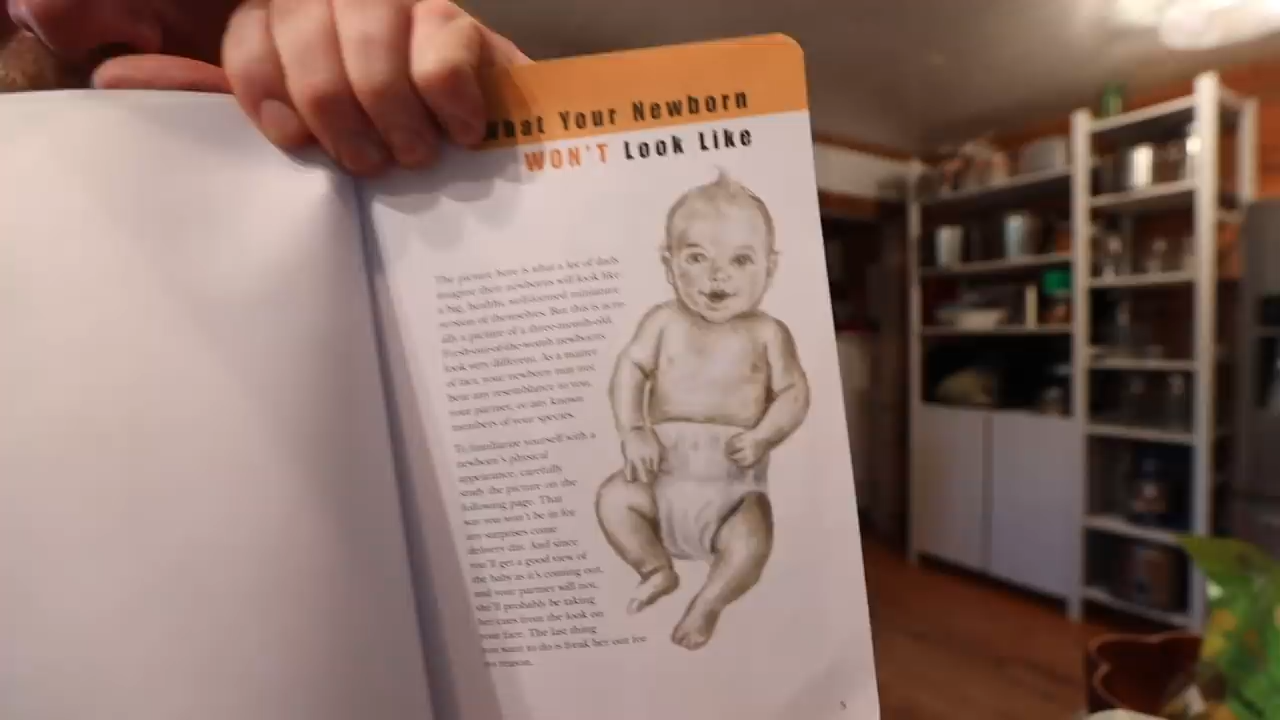 What Your Newborn
WON'T Look Like
The picture here is what a lot of dads
imagine their newborns will look like:
a big, healthy, well-formed miniature
version of themselves. But this is actu-
ally a picture of a three-month-old.
Fresh-out-of-the-womb newborns
look very different. As a matter
of fact, your newborn may not
bear any resemblance to you,
your partner, or any known
members of your species.
To familiarize yourself with a
newborn's physical
appearance, carefully
study the picture on the
following page. That
way you won't be in for
any surprises come
delivery day. And since
you'll get a good view of
the baby as it's coming out,
and your partner will not,
she'll probably be taking
her cues from the look on
your face. The last thing
you want to do is freak her out for
no reason.
5